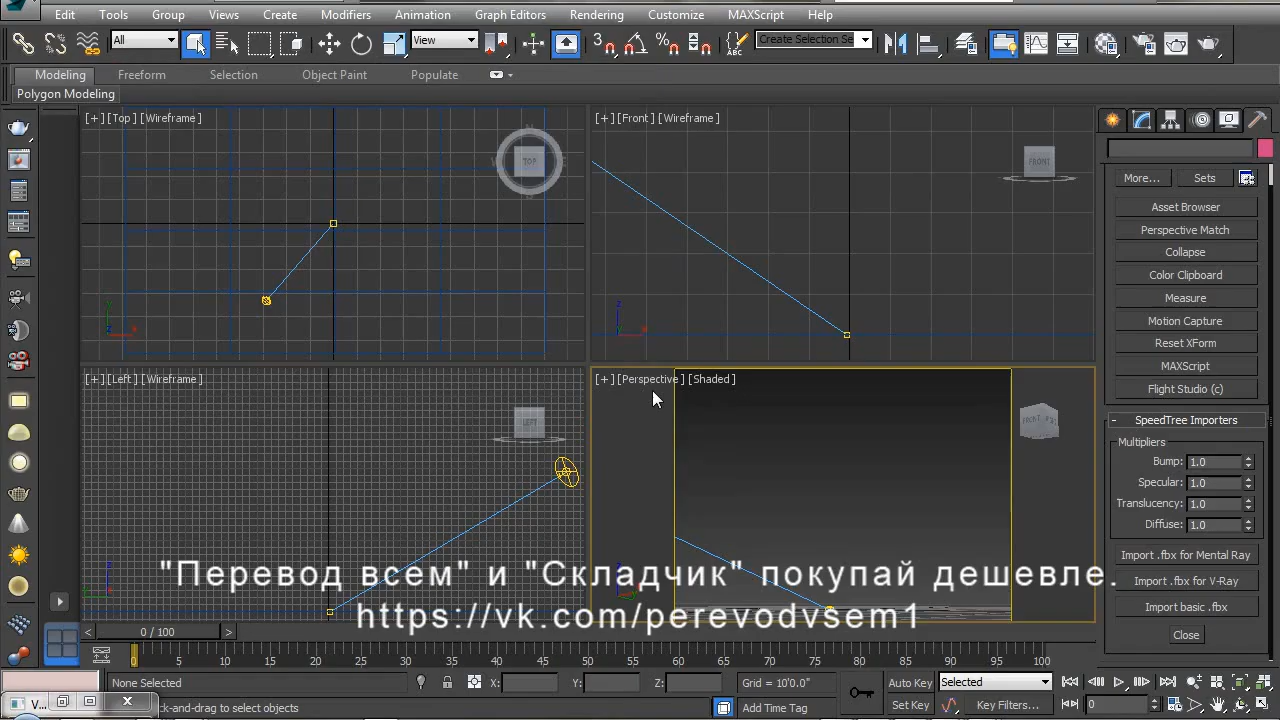 Edit Tools Group Views Create Modifiers Animation Graph Editors Rendering Customize MAXScript Help
All View Create Selection Se
Modeling Freeform Selection Object Paint Populate
Polygon Modeling
[+] [Top] [Wireframe]
TOP
[+] [Front] [Wireframe]
FRONT
More... Sets
Asset Browser
Perspective Match
Collapse
Color Clipboard
Measure
Motion Capture
Reset XForm
MAXScript
Flight Studio (c)
[+] [Left] [Wireframe]
LEFT
[+] [Perspective] [Shaded]
FRONT
- SpeedTree Importers
Multipliers
Bump: 1.0
Specular: 1.0
Translucency: 1.0
Diffuse: 1.0
Import .fbx for Mental Ray
Import .fbx for V-Ray
Import basic .fbx
Close
"Перевод всем" и "Складчик" покупай дешевле.
https://vk.com/perevodvsem1
< 0 / 100 >
0 5 10 15 20 25 30 35 40 45 50 55 60 65 70 75 80 85 90 95 100
None Selected X: Y: Z: Grid = 10'0.0" Auto Key Selected
V... ck-and-drag to select objects Add Time Tag Set Key Key Filters... 0